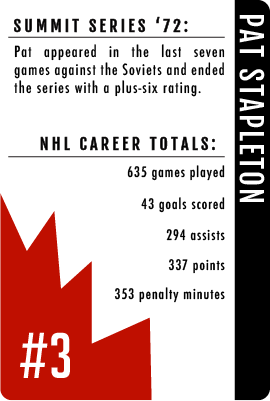 SUMMIT SERIES ‘72:
Pat appeared in the last seven
games against the Soviets and ended
the series with a plus-six rating.
NHL CAREER TOTALS:
635 games played
43 goals scored
294 assists
337 points
353 penalty minutes
#3
PAT STAPLETON